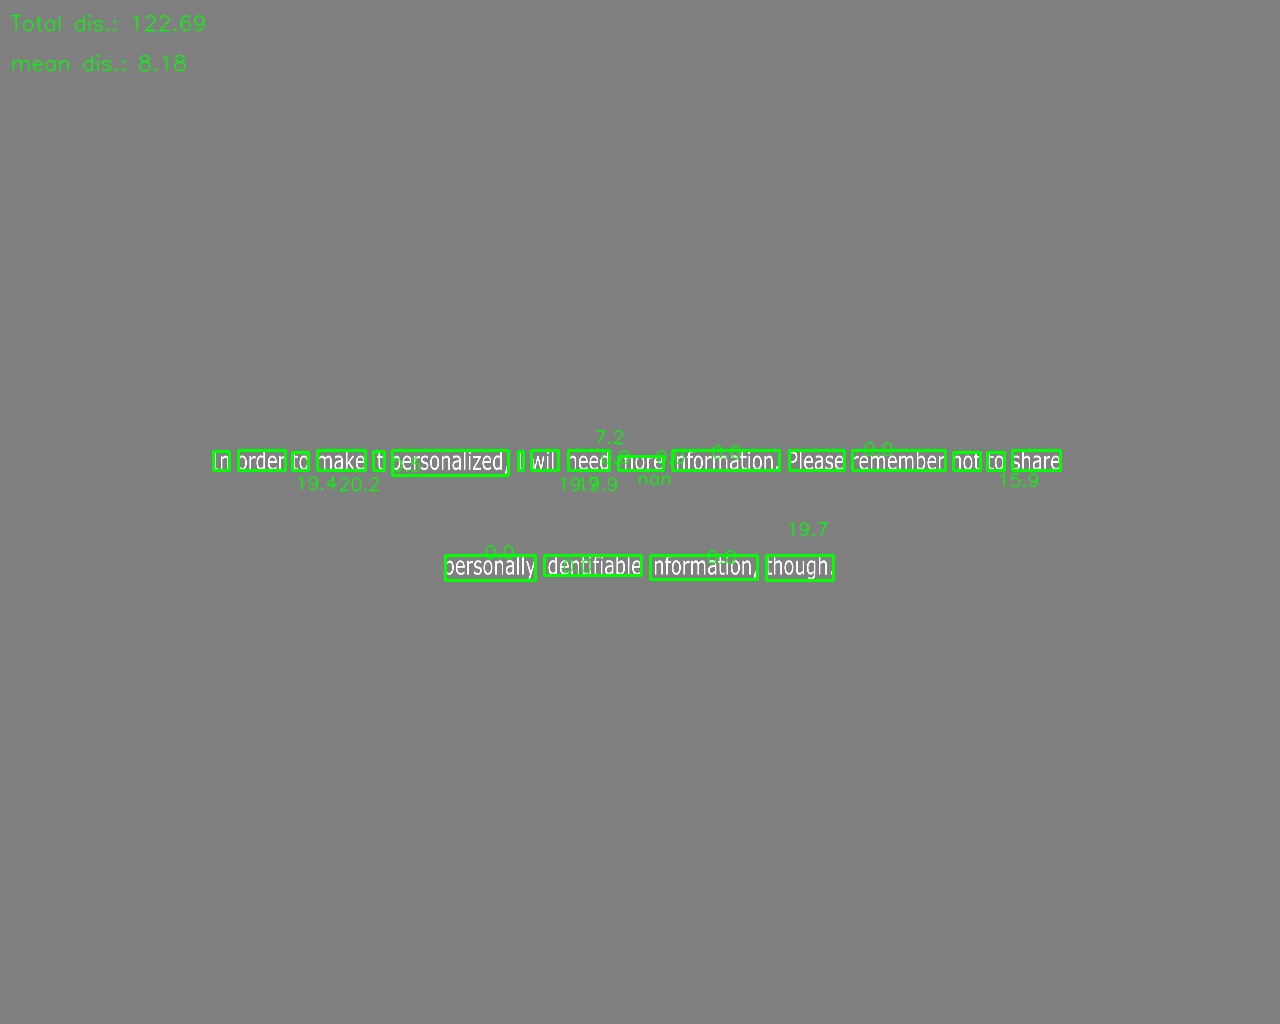 Total dis.: 122.69
mean dis.: 8.18
7.2
In order to make it personalized, I will need more information. Please remember not to share
0.0
0.0
19.4
20.2
19.9
nan
15.9
19.7
personally identifiable information, though.
0.0
0.0